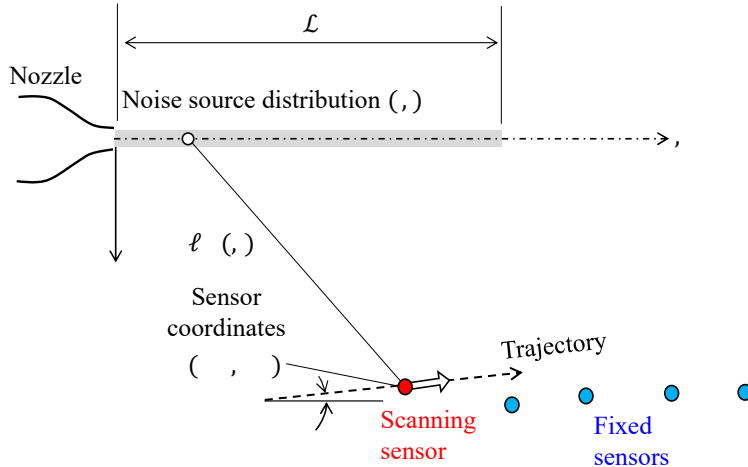 ℒ
Nozzle
Noise source distribution (,)
,
ℓ (,)
Sensor
coordinates
( , )
Trajectory
Scanning
sensor
Fixed
sensors